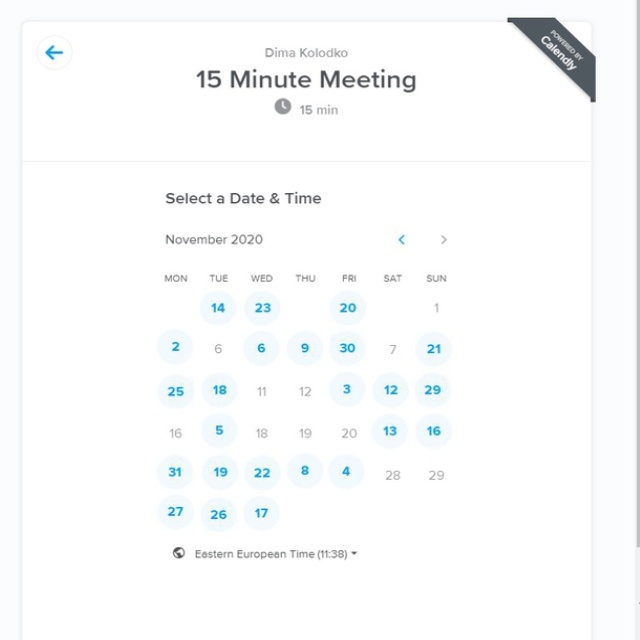 Dima Kolodko
POWERED BY
Calendly
15 Minute Meeting
15 min
Select a Date & Time
November 2020
MON TUE WED THU FRI SAT SUN
14 23 20 1
2 6 6 9 30 7 21
25 18 11 12 3 12 29
16 5 18 19 20 13 16
31 19 22 8 4 28 29
27 26 17
Eastern European Time (11:38)